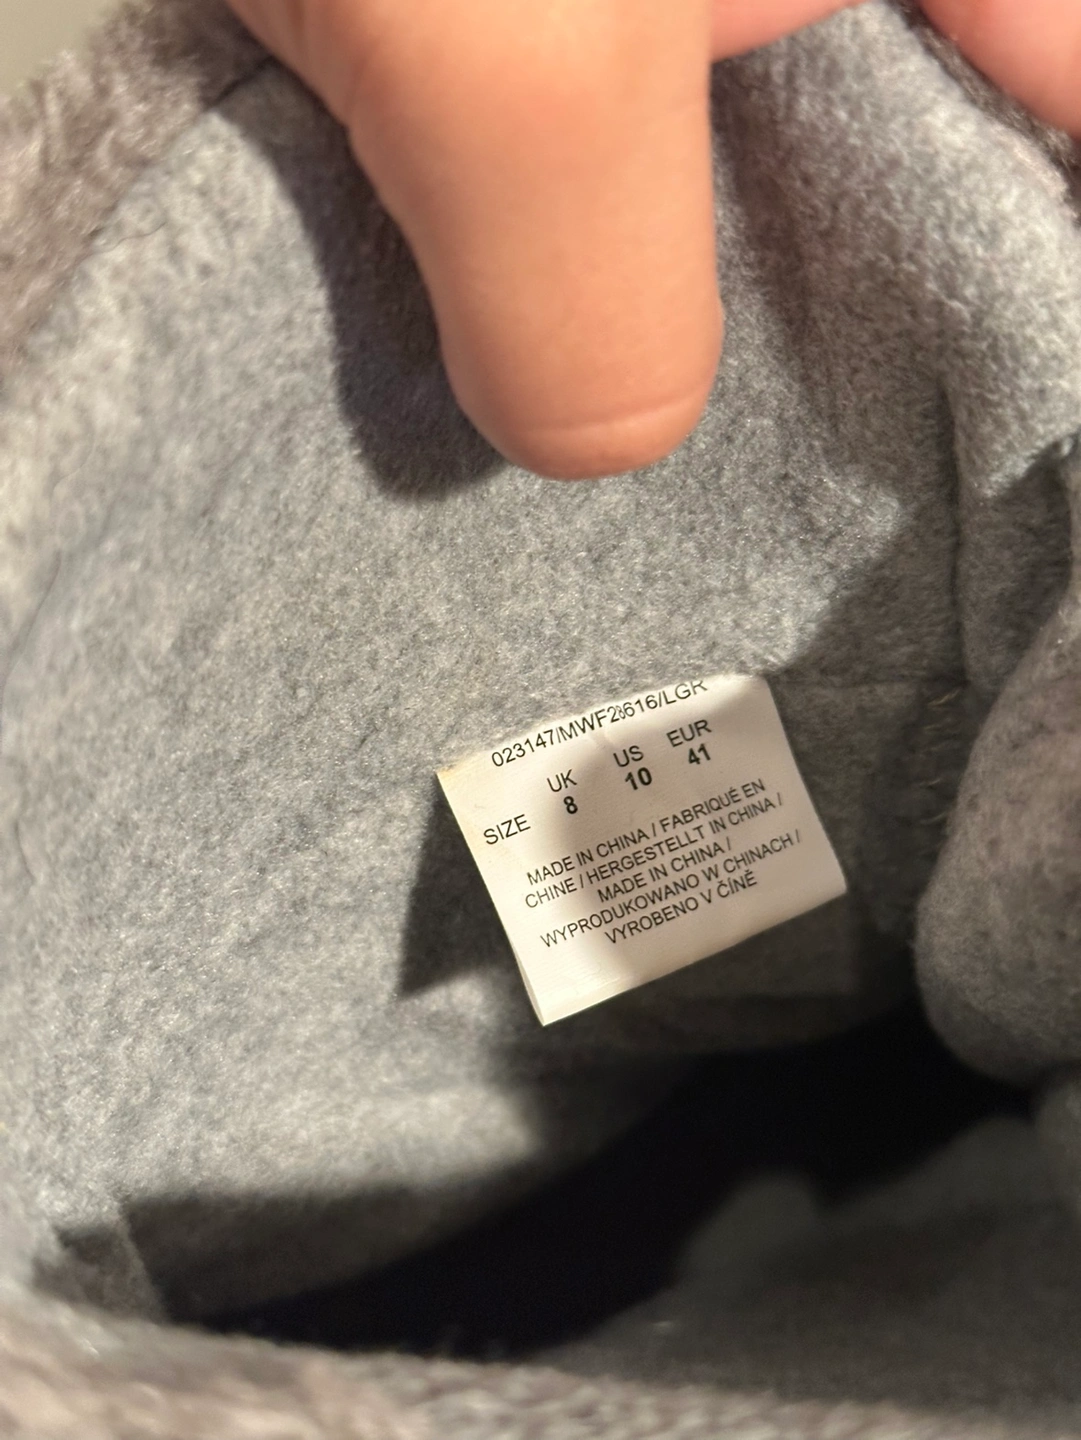 023147/MWF28616/LGR
UK US EUR
SIZE 8 10 41
MADE IN CHINA / FABRIQUÉ EN
CHINE / HERGESTELLT IN CHINA /
MADE IN CHINA /
WYPRODUKOWANO W CHINACH /
VYROBENO V ČÍNĚ